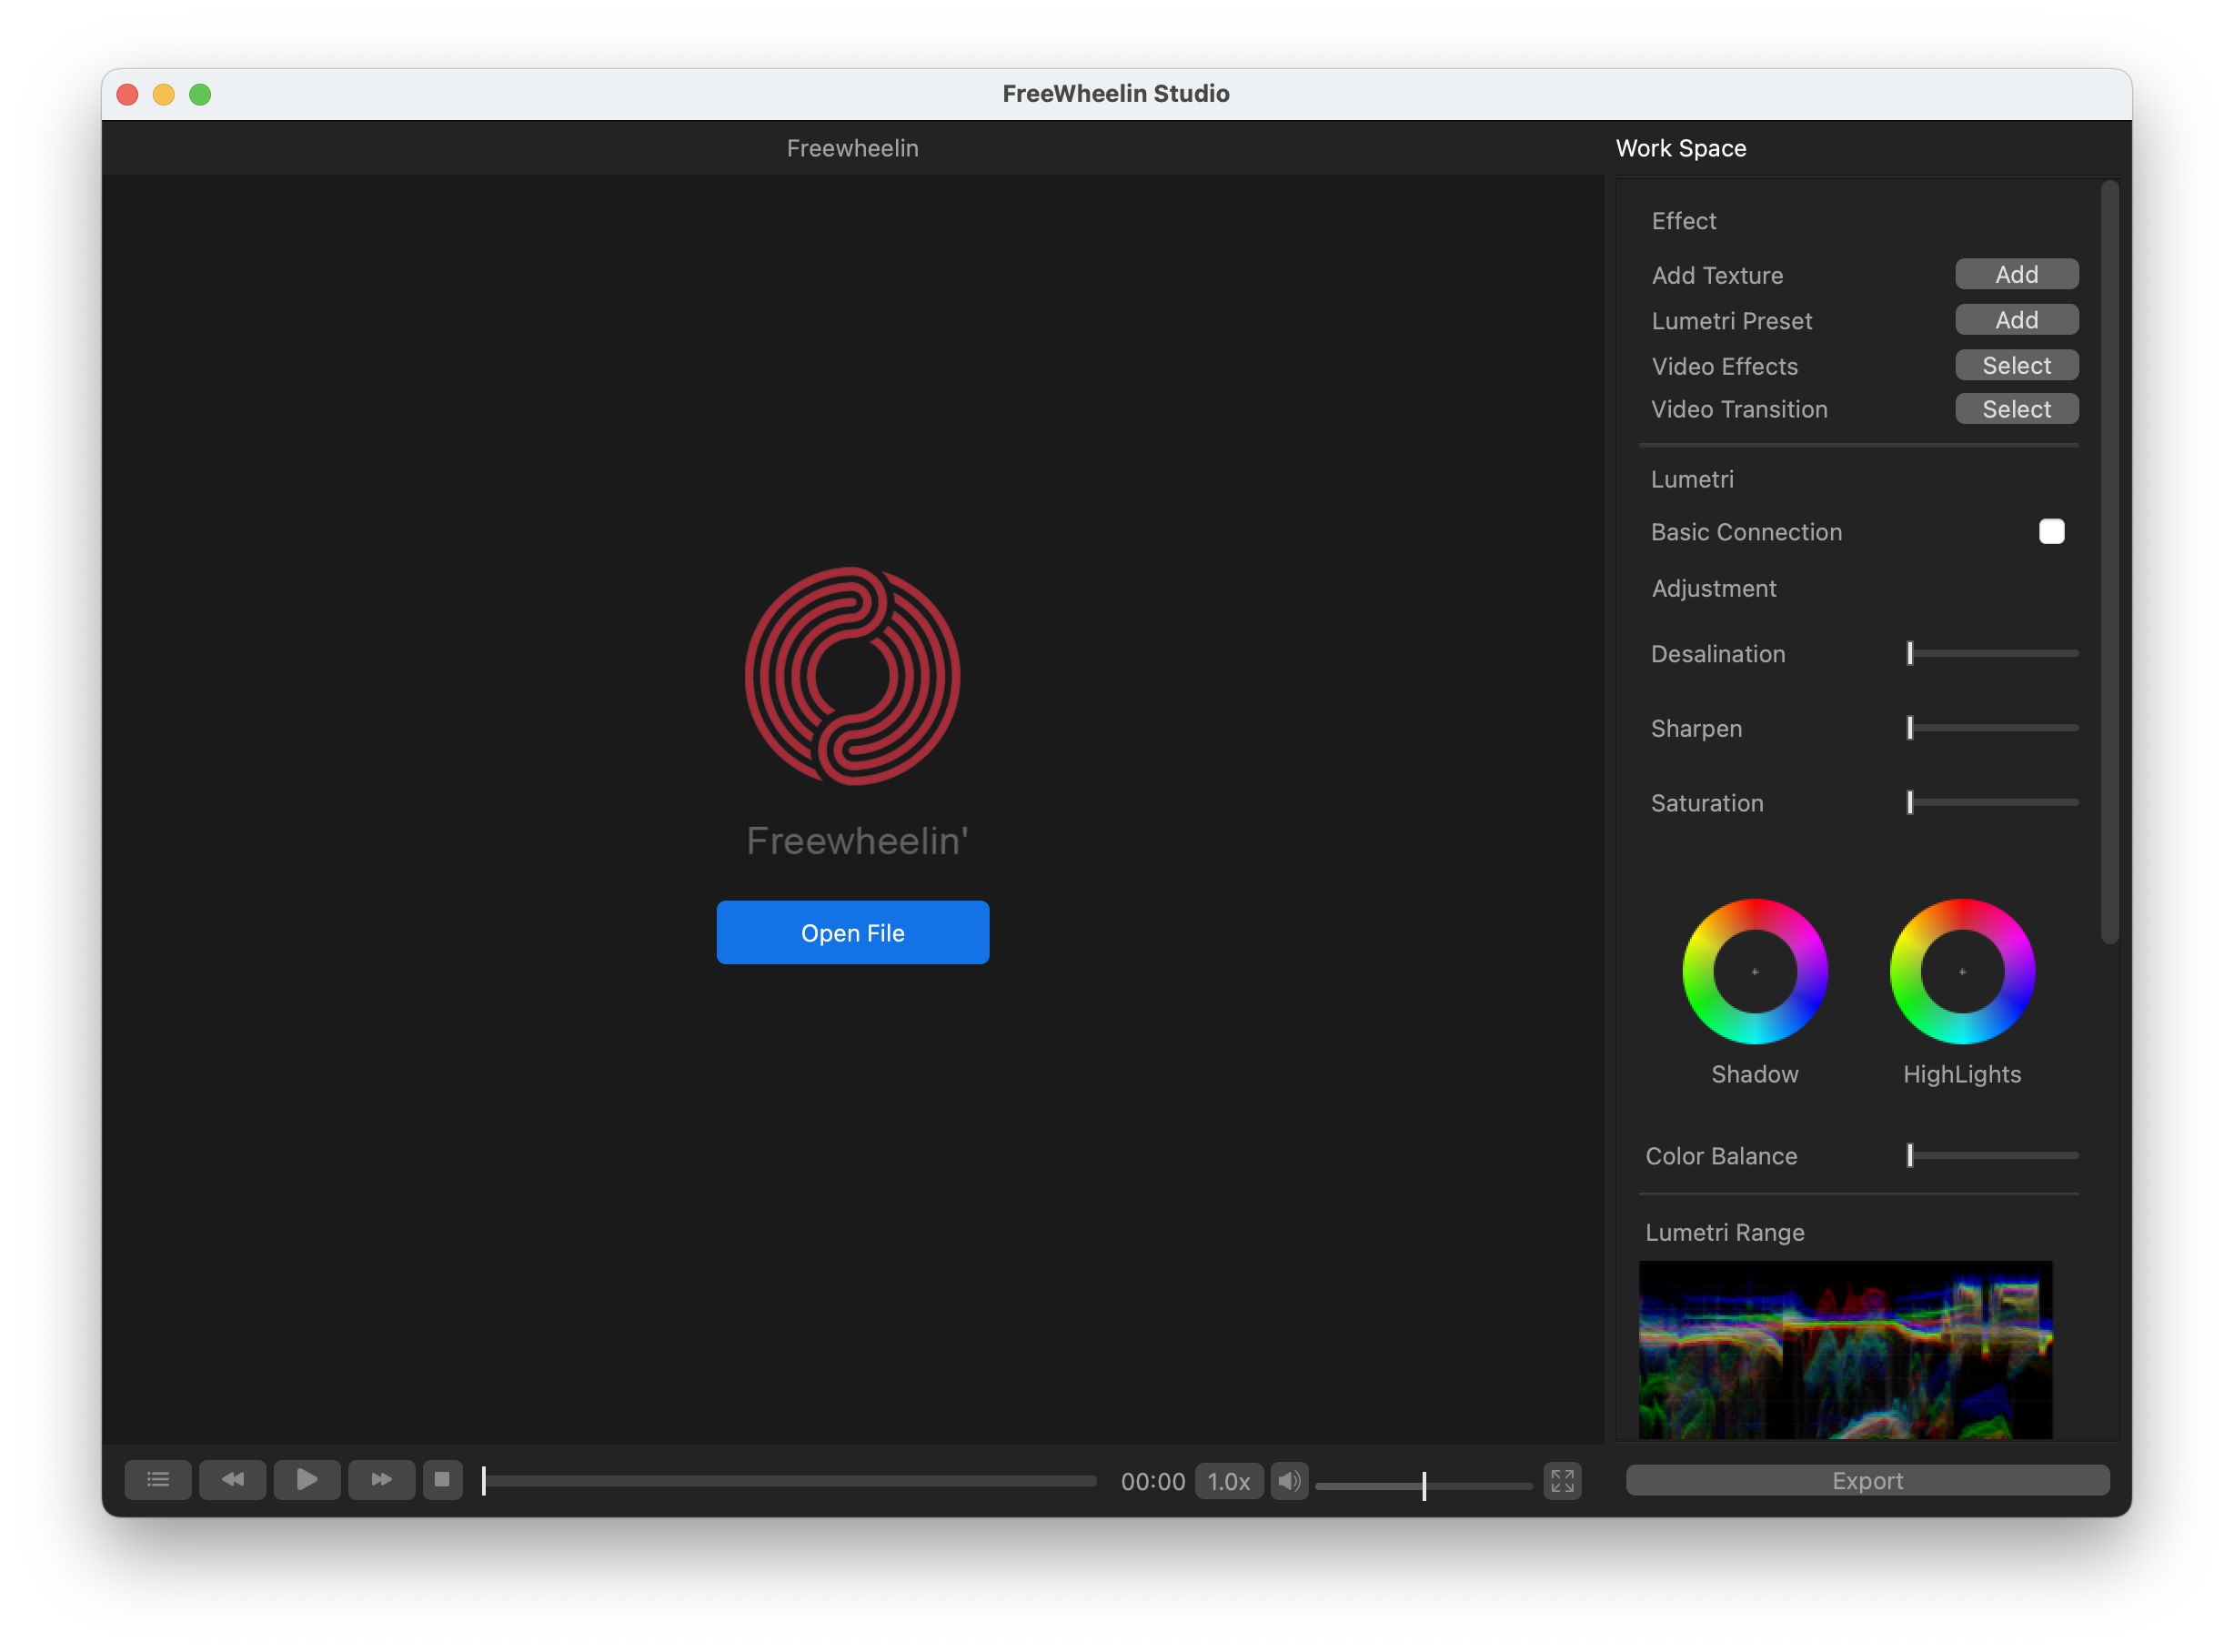 FreeWheelin Studio
Freewheelin
Work Space
Effect
Add Texture Add
Lumetri Preset Add
Video Effects Select
Video Transition Select
Lumetri
Basic Connection
Adjustment
Desalination
Sharpen
Saturation
Freewheelin'
Open File
Shadow HighLights
Color Balance
Lumetri Range
00:00 1.0x
Export